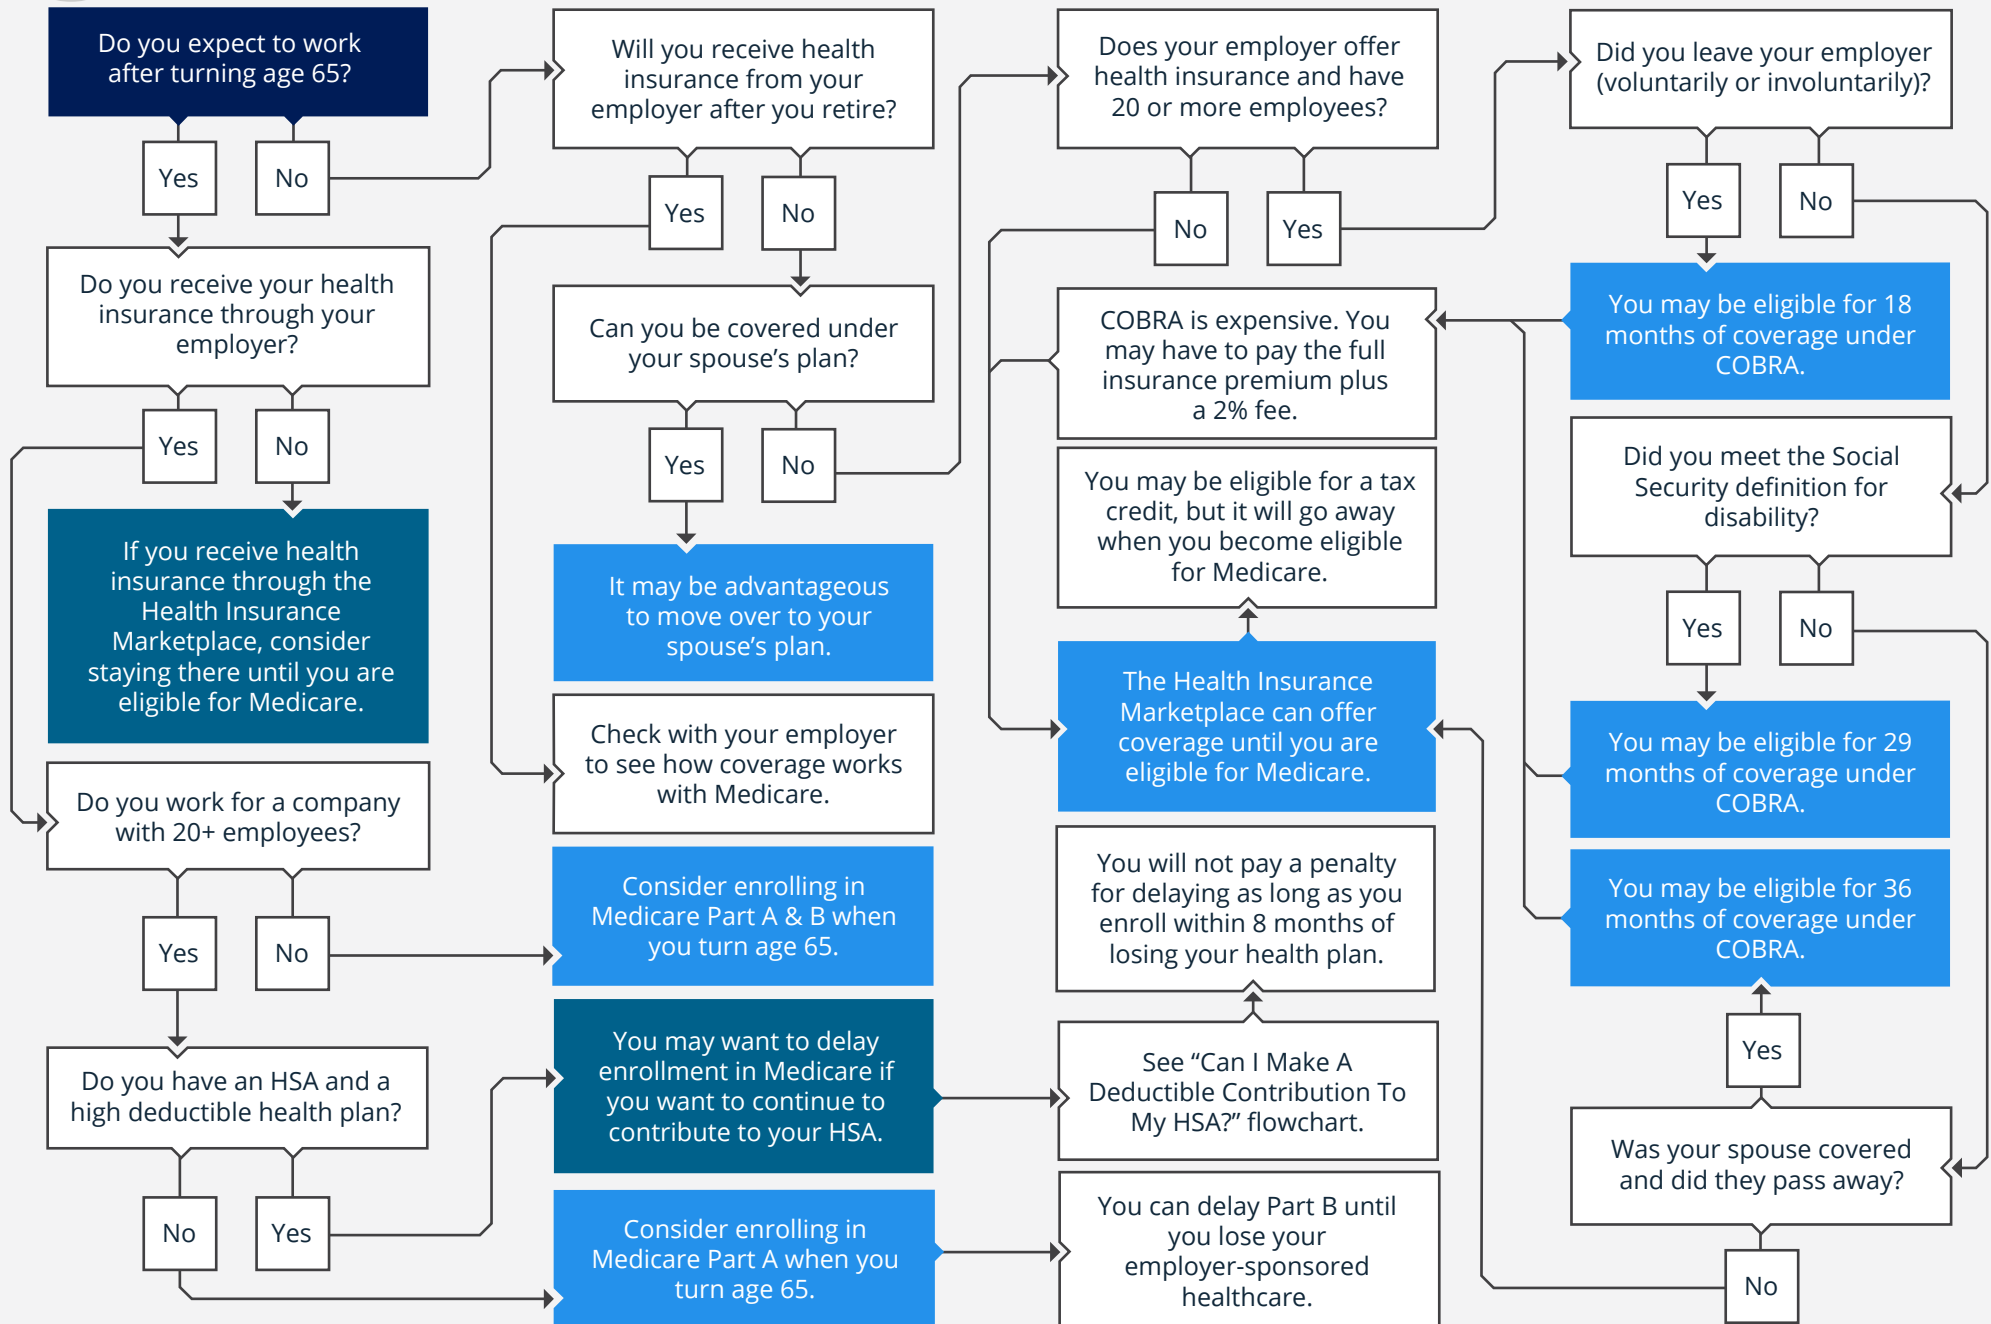 Do you expect to work
after turning age 65?
Yes
No
Do you receive your health
insurance through your
employer?
Yes
No
If you receive health
insurance through the
Health Insurance
Marketplace, consider
staying there until you are
eligible for Medicare.
Do you work for a company
with 20+ employees?
Yes
No
Do you have an HSA and a
high deductible health plan?
No
Yes
Will you receive health
insurance from your
employer after you retire?
Yes
No
Can you be covered under
your spouse’s plan?
Yes
No
It may be advantageous
to move over to your
spouse’s plan.
Check with your employer
to see how coverage works
with Medicare.
Consider enrolling in
Medicare Part A & B when
you turn age 65.
You may want to delay
enrollment in Medicare if
you want to continue to
contribute to your HSA.
Consider enrolling in
Medicare Part A when you
turn age 65.
Does your employer offer
health insurance and have
20 or more employees?
No
Yes
COBRA is expensive. You
may have to pay the full
insurance premium plus
a 2% fee.
You may be eligible for a tax
credit, but it will go away
when you become eligible
for Medicare.
The Health Insurance
Marketplace can offer
coverage until you are
eligible for Medicare.
You will not pay a penalty
for delaying as long as you
enroll within 8 months of
losing your health plan.
See “Can I Make A
Deductible Contribution To
My HSA?” flowchart.
You can delay Part B until
you lose your
employer-sponsored
healthcare.
Did you leave your employer
(voluntarily or involuntarily)?
Yes
No
You may be eligible for 18
months of coverage under
COBRA.
Did you meet the Social
Security definition for
disability?
Yes
No
You may be eligible for 29
months of coverage under
COBRA.
You may be eligible for 36
months of coverage under
COBRA.
Yes
Was your spouse covered
and did they pass away?
No